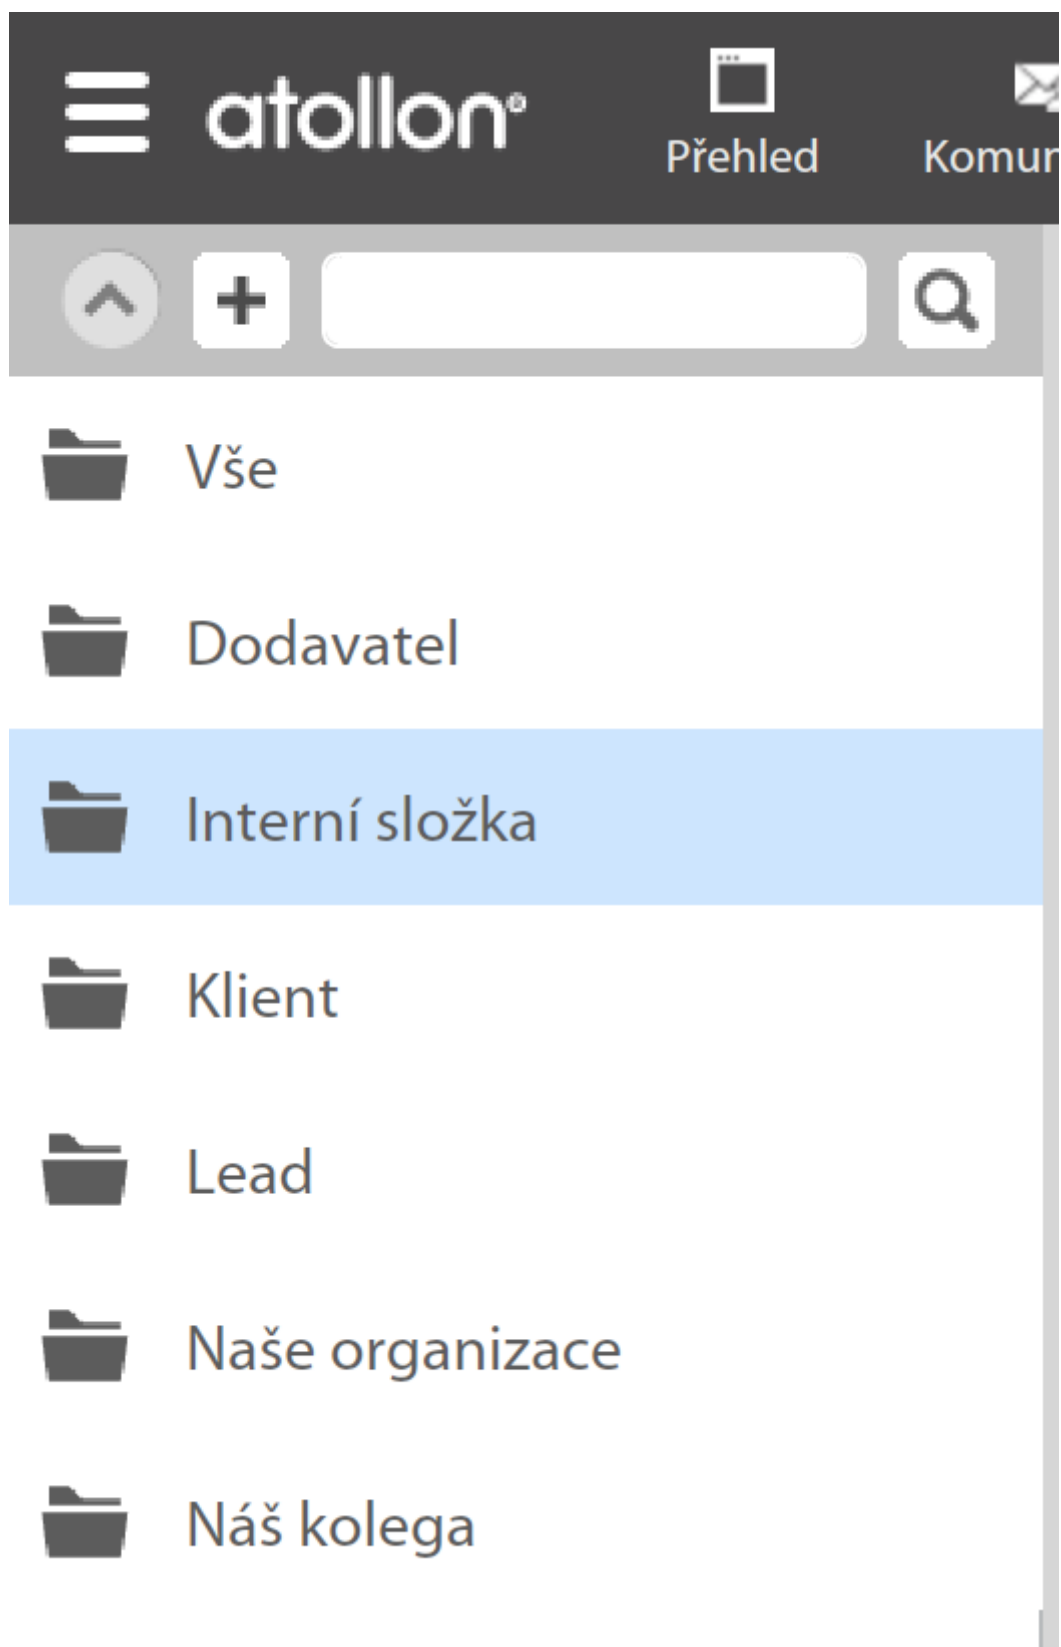 atollon®
Přehled
Vše
Dodavatel
Interní složka
Klient
Lead
Naše organizace
Náš kolega